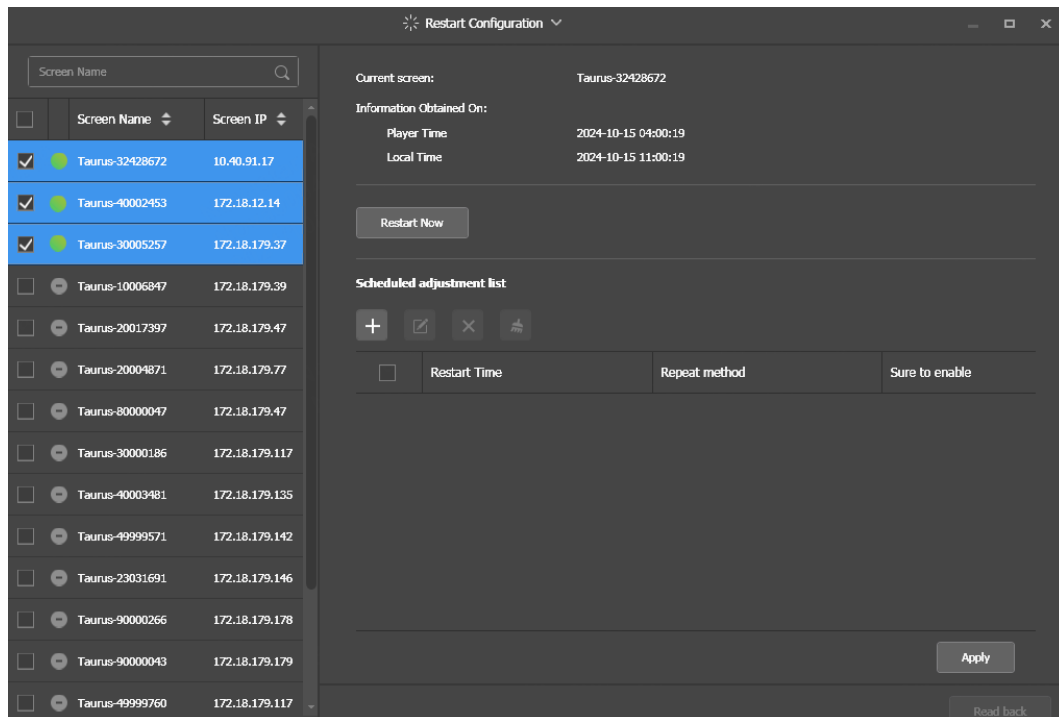 Restart Configuration
Screen Name
Screen Name Screen IP
Taurus-32428672 10.40.91.17
Taurus-40002453 172.18.12.14
Taurus-30005257 172.18.179.37
Taurus-10006847 172.18.179.39
Taurus-20017397 172.18.179.47
Taurus-20004871 172.18.179.77
Taurus-80000047 172.18.179.47
Taurus-30000186 172.18.179.117
Taurus-40003481 172.18.179.135
Taurus-49999571 172.18.179.142
Taurus-23031691 172.18.179.146
Taurus-90000266 172.18.179.178
Taurus-90000043 172.18.179.179
Taurus-49999760 172.18.179.117
Current screen: Taurus-32428672
Information Obtained On:
Player Time 2024-10-15 04:00:19
Local Time 2024-10-15 11:00:19
Restart Now
Scheduled adjustment list
Restart Time Repeat method Sure to enable
Apply
Read back